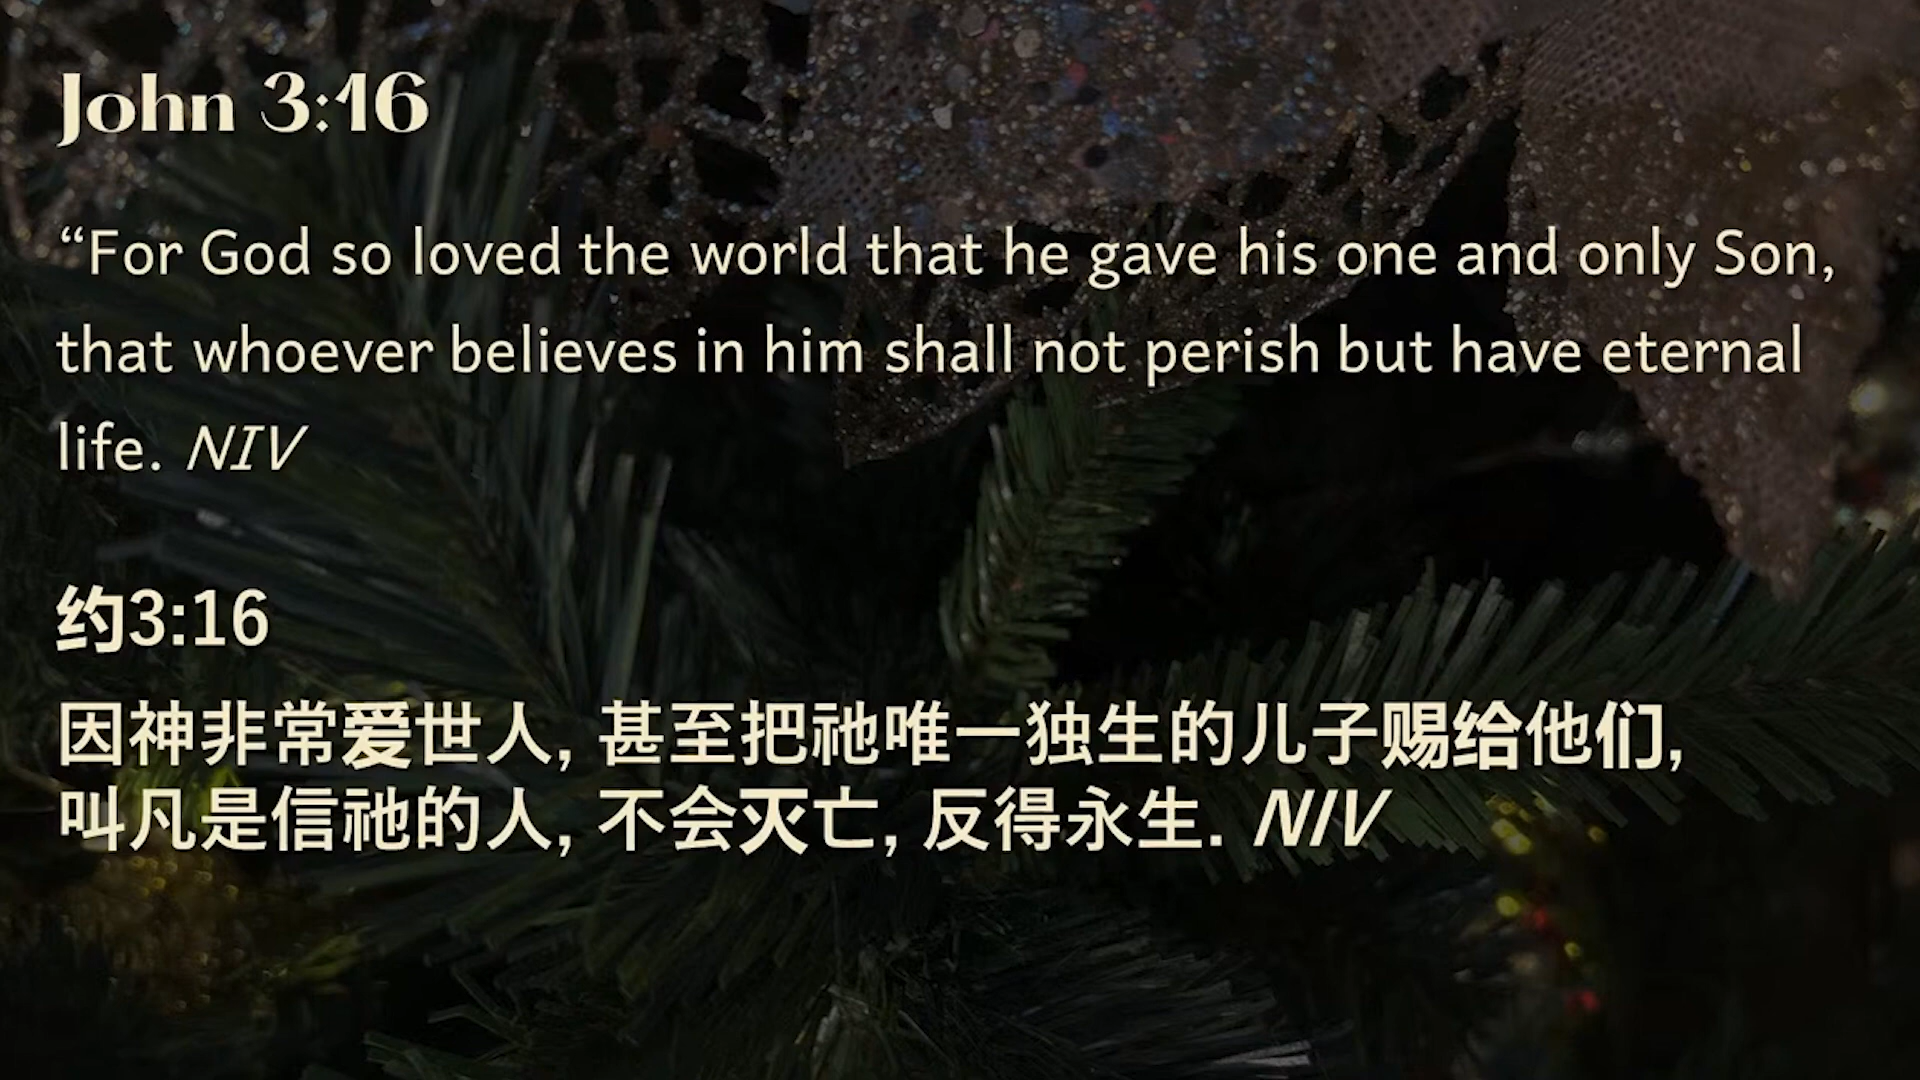 John 3:16
“For God so loved the world that he gave his one and only Son,
that whoever believes in him shall not perish but have eternal
life. NIV
约3:16
因神非常爱世人, 甚至把祂唯一独生的儿子赐给他们,
叫凡是信祂的人, 不会灭亡, 反得永生. NIV